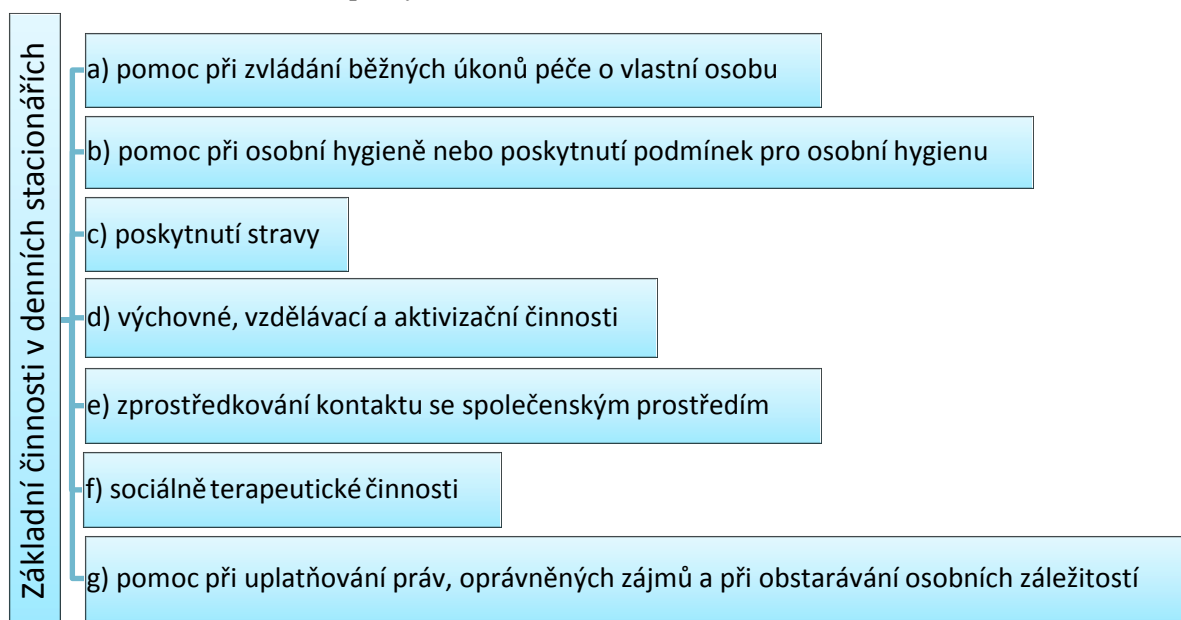 Základní činnosti v denních stacionářích
a) pomoc při zvládání běžných úkonů péče o vlastní osobu
b) pomoc při osobní hygieně nebo poskytnutí podmínek pro osobní hygienu
c) poskytnutí stravy
d) výchovné, vzdělávací a aktivizační činnosti
e) zprostředkování kontaktu se společenským prostředím
f) sociálně terapeutické činnosti
g) pomoc při uplatňování práv, oprávněných zájmů a při obstarávání osobních záležitostí